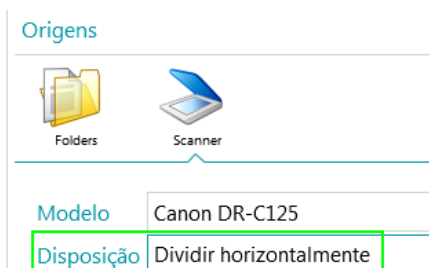 Origens
Folders Scanner
Modelo Canon DR-C125
Disposição Dividir horizontalmente